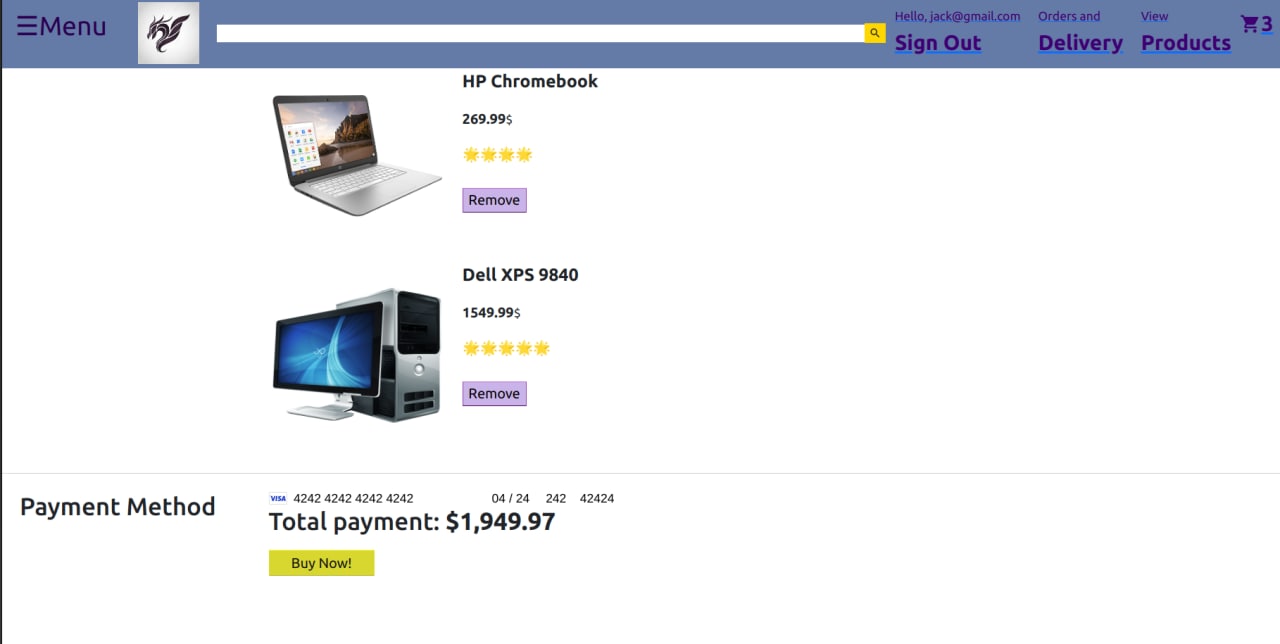 ☰Menu
Hello, jack@gmail.com
Sign Out
Orders and
Delivery
View
Products
3
HP Chromebook
269.99$
Remove
Dell XPS 9840
1549.99$
Remove
Payment Method
VISA 4242 4242 4242 4242 04 / 24 242 42424
Total payment: $1,949.97
Buy Now!